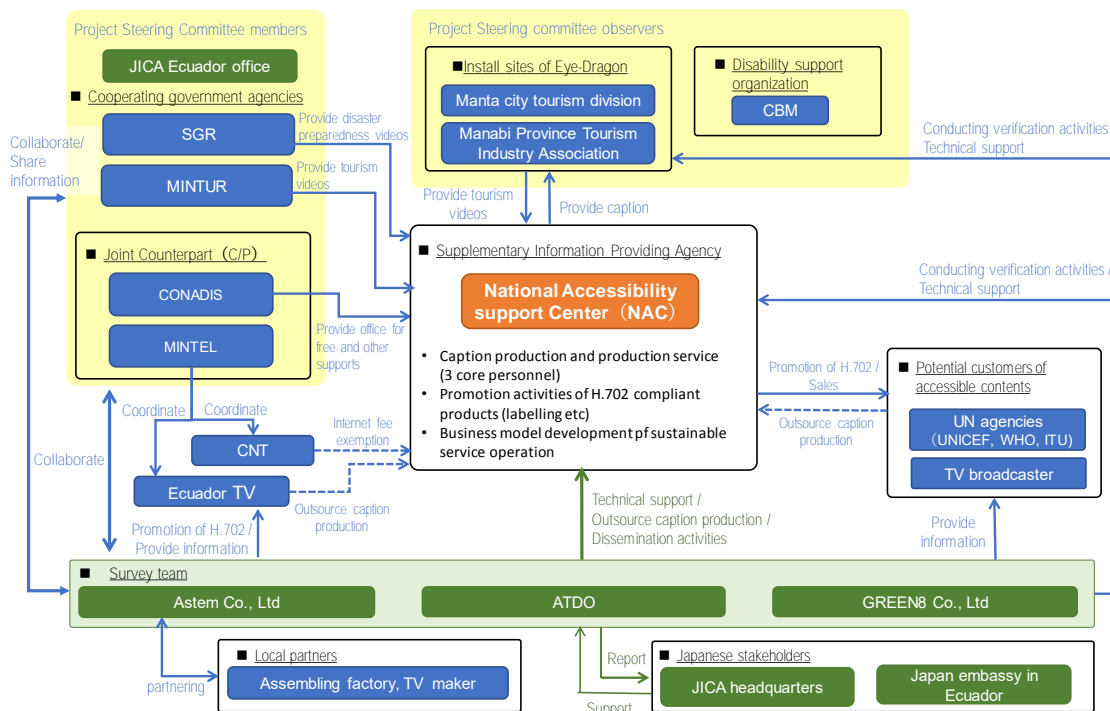 Project Steering Committee members
JICA Ecuador office
■ Cooperating government agencies
SGR
MINTUR
Collaborate/
Share
information
Provide disaster
preparedness videos
Provide tourism
videos
■ Joint Counterpart (C/P)
CONADIS
MINTEL
Provide office for
free and other
supports
Coordinate
Coordinate
CNT
Internet fee
exemption
Collaborate
Ecuador TV
Outsource caption
production
Promotion of H.702 /
Provide information
Project Steering committee observers
■Install sites of Eye-Dragon
Manta city tourism division
Manabi Province Tourism
Industry Association
■ Disability support
organization
CBM
Conducting verification activities
Technical support
Provide tourism
videos
Provide caption
■ Supplementary Information Providing Agency
National Accessibility
support Center (NAC)
• Caption production and production service
(3 core personnel)
• Promotion activities of H.702 compliant
products (labelling etc)
• Business model development pf sustainable
service operation
Conducting verification activities /
Technical support
Promotion of H.702 /
Sales
Outsource caption
production
■ Potential customers of
accessible contents
UN agencies
(UNICEF, WHO, ITU)
TV broadcaster
Technical support /
Outsource caption production /
Dissemination activities
Provide
information
■ Survey team
Astem Co., Ltd
ATDO
GREEN8 Co., Ltd
partnering
■ Local partners
Assembling factory, TV maker
Report
Support
■ Japanese stakeholders
JICA headquarters
Japan embassy in
Ecuador